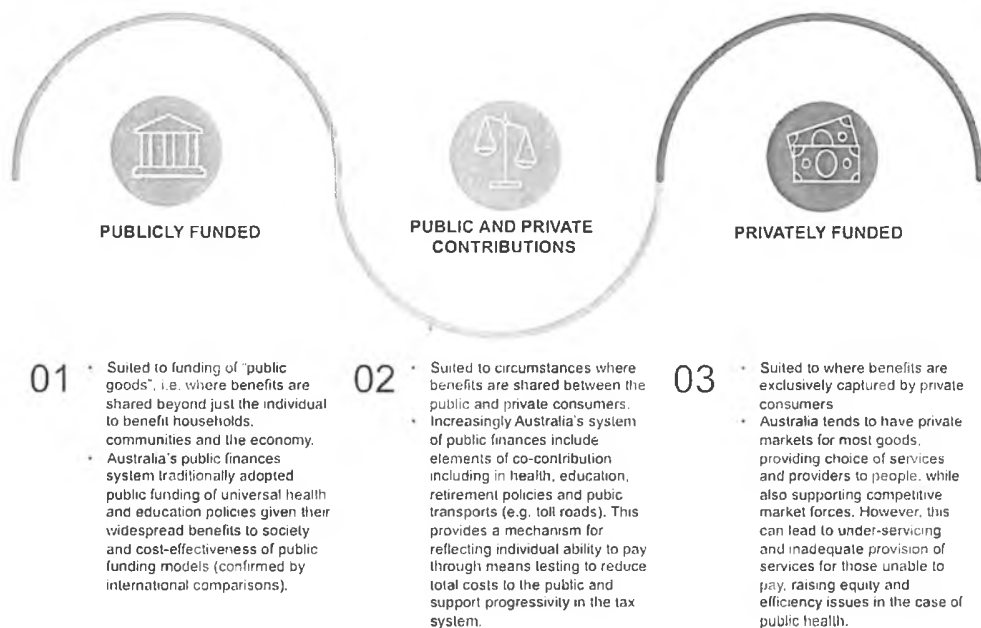 PUBLICLY FUNDED
PUBLIC AND PRIVATE
CONTRIBUTIONS
PRIVATELY FUNDED
01
• Suited to funding of "public
goods", i.e. where benefits are
shared beyond just the individual
to benefit households,
communities and the economy.
• Australia's public finances
system traditionally adopted
public funding of universal health
and education policies given their
widespread benefits to society
and cost-effectiveness of public
funding models (confirmed by
international comparisons).
02
• Suited to circumstances where
benefits are shared between the
public and private consumers.
• Increasingly Australia's system
of public finances include
elements of co-contribution
including in health, education,
retirement policies and pubic
transports (e.g. toll roads). This
provides a mechanism for
reflecting individual ability to pay
through means testing to reduce
total costs to the public and
support progressivity in the tax
system.
03
• Suited to where benefits are
exclusively captured by private
consumers
• Australia tends to have private
markets for most goods,
providing choice of services
and providers to people, while
also supporting competitive
market forces. However, this
can lead to under-servicing
and inadequate provision of
services for those unable to
pay, raising equity and
efficiency issues in the case of
public health.